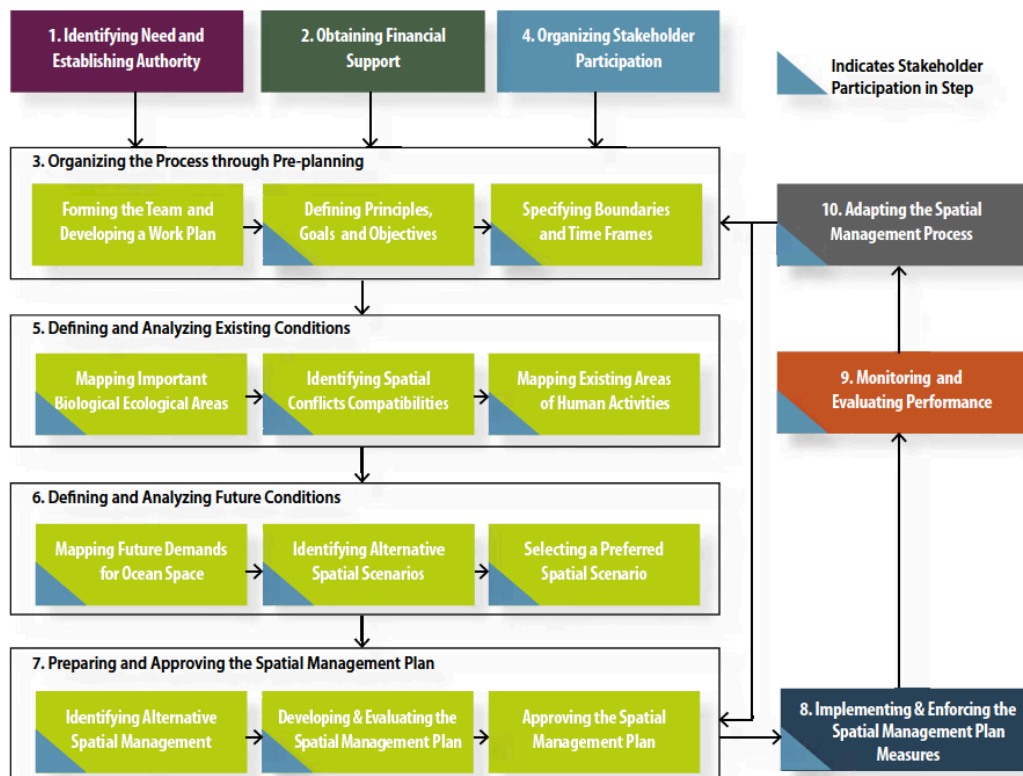 1. Identifying Need and
Establishing Authority
2. Obtaining Financial
Support
4. Organizing Stakeholder
Participation
Indicates Stakeholder
Participation in Step
3. Organizing the Process through Pre-planning
Forming the Team and
Developing a Work Plan
Defining Principles,
Goals and Objectives
Specifying Boundaries
and Time Frames
10. Adapting the Spatial
Management Process
5. Defining and Analyzing Existing Conditions
Mapping Important
Biological Ecological Areas
Identifying Spatial
Conflicts Compatibilities
Mapping Existing Areas
of Human Activities
9. Monitoring and
Evaluating Performance
6. Defining and Analyzing Future Conditions
Mapping Future Demands
for Ocean Space
Identifying Alternative
Spatial Scenarios
Selecting a Preferred
Spatial Scenario
7. Preparing and Approving the Spatial Management Plan
Identifying Alternative
Spatial Management
Developing & Evaluating the
Spatial Management Plan
Approving the Spatial
Management Plan
8. Implementing & Enforcing the
Spatial Management Plan
Measures